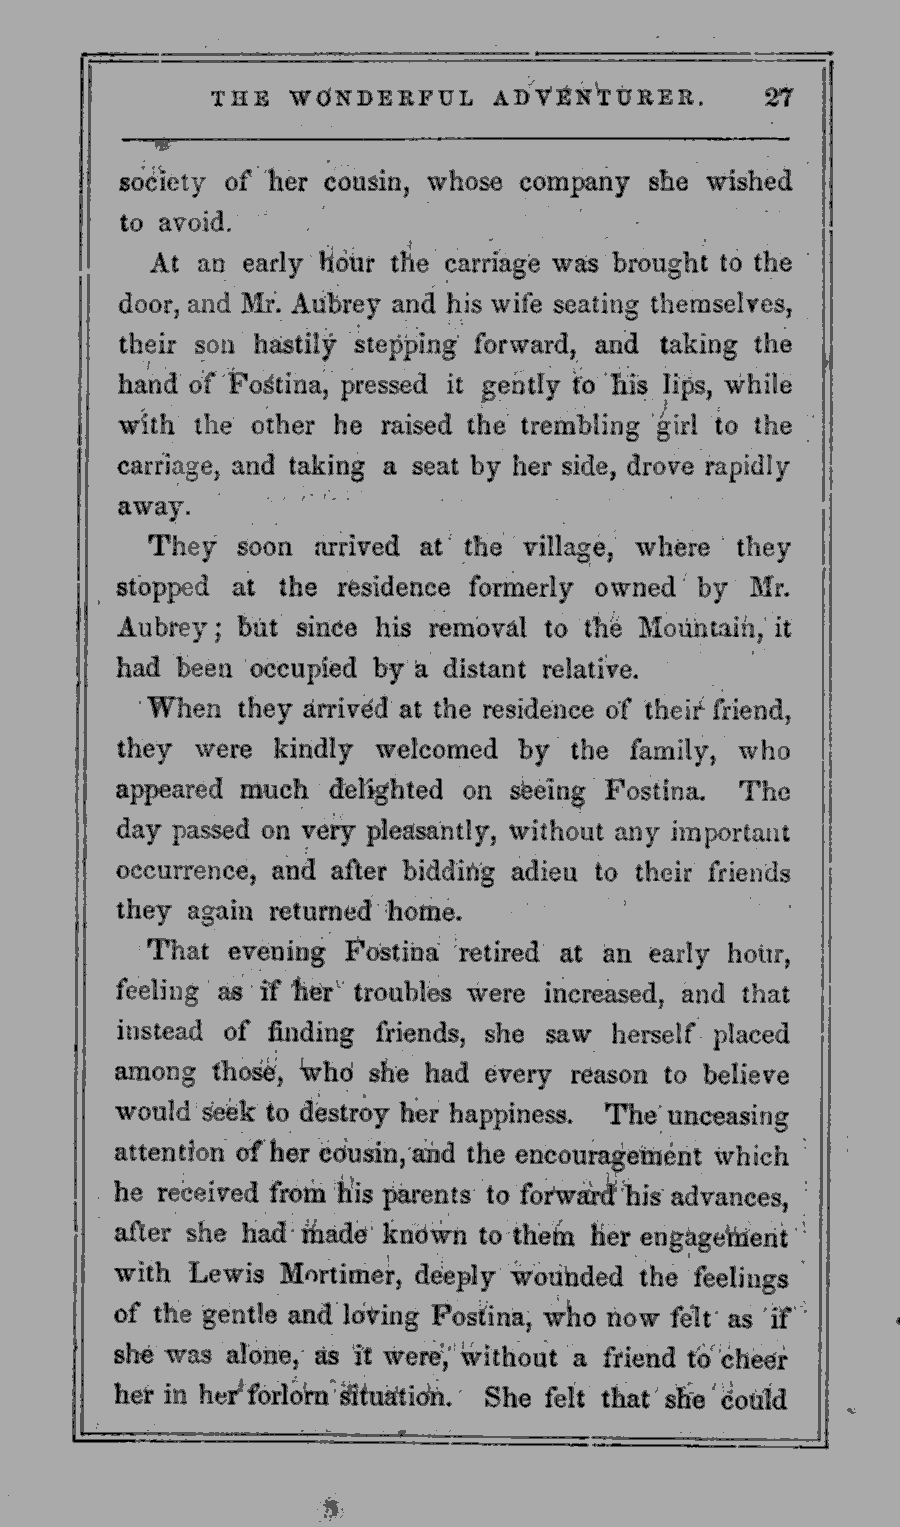 THE WONDERFUL ADVENTURER. 27
society of her cousin, whose company she wished
to avoid.
At an early hour the carriage was brought to the
door, and Mr. Aubrey and his wife seating themselves,
their son hastily stepping forward, and taking the
hand of Fostina, pressed it gently to his lips, while
with the other he raised the trembling girl to the
carriage, and taking a seat by her side, drove rapidly
away.
They soon arrived at the village, where they
stopped at the residence formerly owned by Mr.
Aubrey; but since his removal to the Mountain, it
had been occupied by a distant relative.
When they arrived at the residence of their friend,
they were kindly welcomed by the family, who
appeared much delighted on seeing Fostina. The
day passed on very pleasantly, without any important
occurrence, and after bidding adieu to their friends
they again returned home.
That evening Fostina retired at an early hour,
feeling as if her troubles were increased, and that
instead of finding friends, she saw herself placed
among those, who she had every reason to believe
would seek to destroy her happiness. The unceasing
attention of her cousin, and the encouragement which
he received from his parents to forward his advances,
after she had made known to them her engagement
with Lewis Mortimer, deeply wounded the feelings
of the gentle and loving Fostina, who now felt as if
she was alone, as it were, without a friend to cheer
her in her forlorn situation. She felt that she could